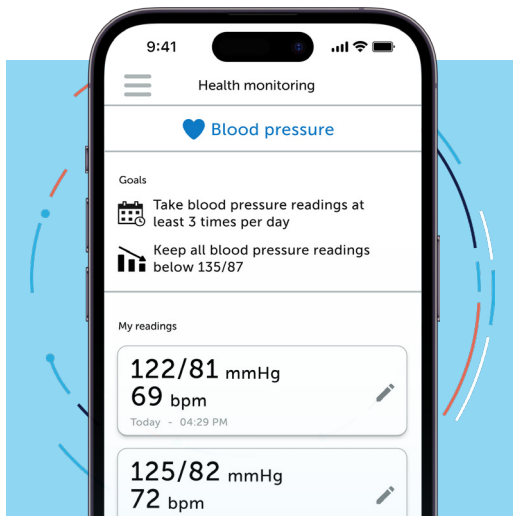 9:41
Health monitoring
Blood pressure
Goals
Take blood pressure readings at
least 3 times per day
Keep all blood pressure readings
below 135/87
My readings
122/81 mmHg
69 bpm
Today - 04:29 PM
125/82 mmHg
72 bpm